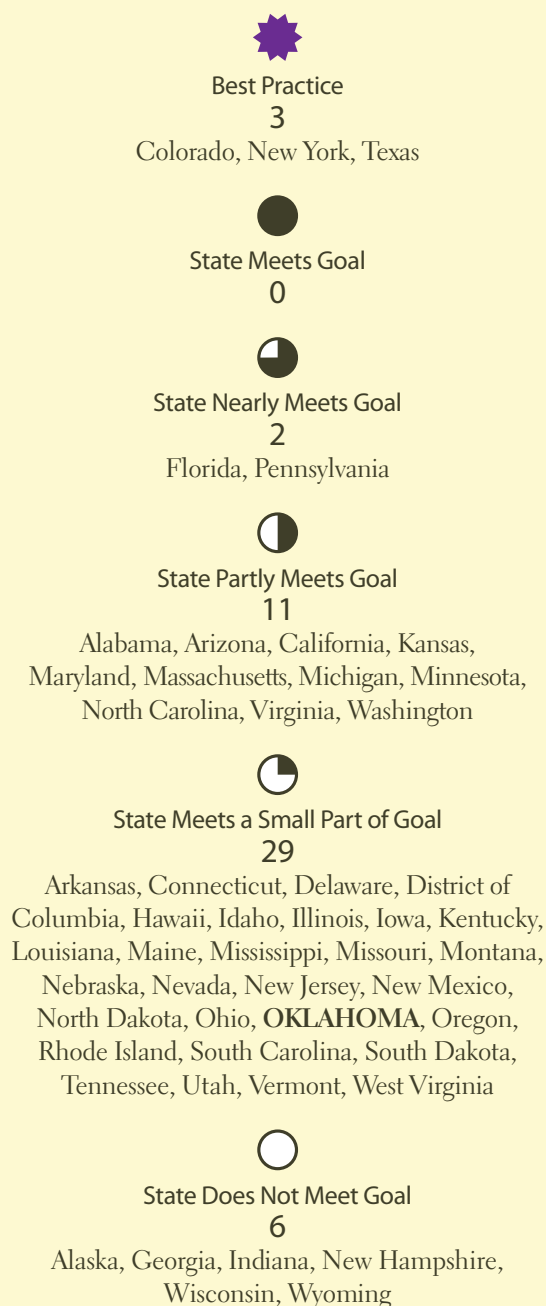 Best Practice
3
Colorado, New York, Texas
State Meets Goal
0
State Nearly Meets Goal
2
Florida, Pennsylvania
State Partly Meets Goal
11
Alabama, Arizona, California, Kansas,
Maryland, Massachusetts, Michigan, Minnesota,
North Carolina, Virginia, Washington
State Meets a Small Part of Goal
29
Arkansas, Connecticut, Delaware, District of
Columbia, Hawaii, Idaho, Illinois, Iowa, Kentucky,
Louisiana, Maine, Mississippi, Missouri, Montana,
Nebraska, Nevada, New Jersey, New Mexico,
North Dakota, Ohio, OKLAHOMA, Oregon,
Rhode Island, South Carolina, South Dakota,
Tennessee, Utah, Vermont, West Virginia
State Does Not Meet Goal
6
Alaska, Georgia, Indiana, New Hampshire,
Wisconsin, Wyoming